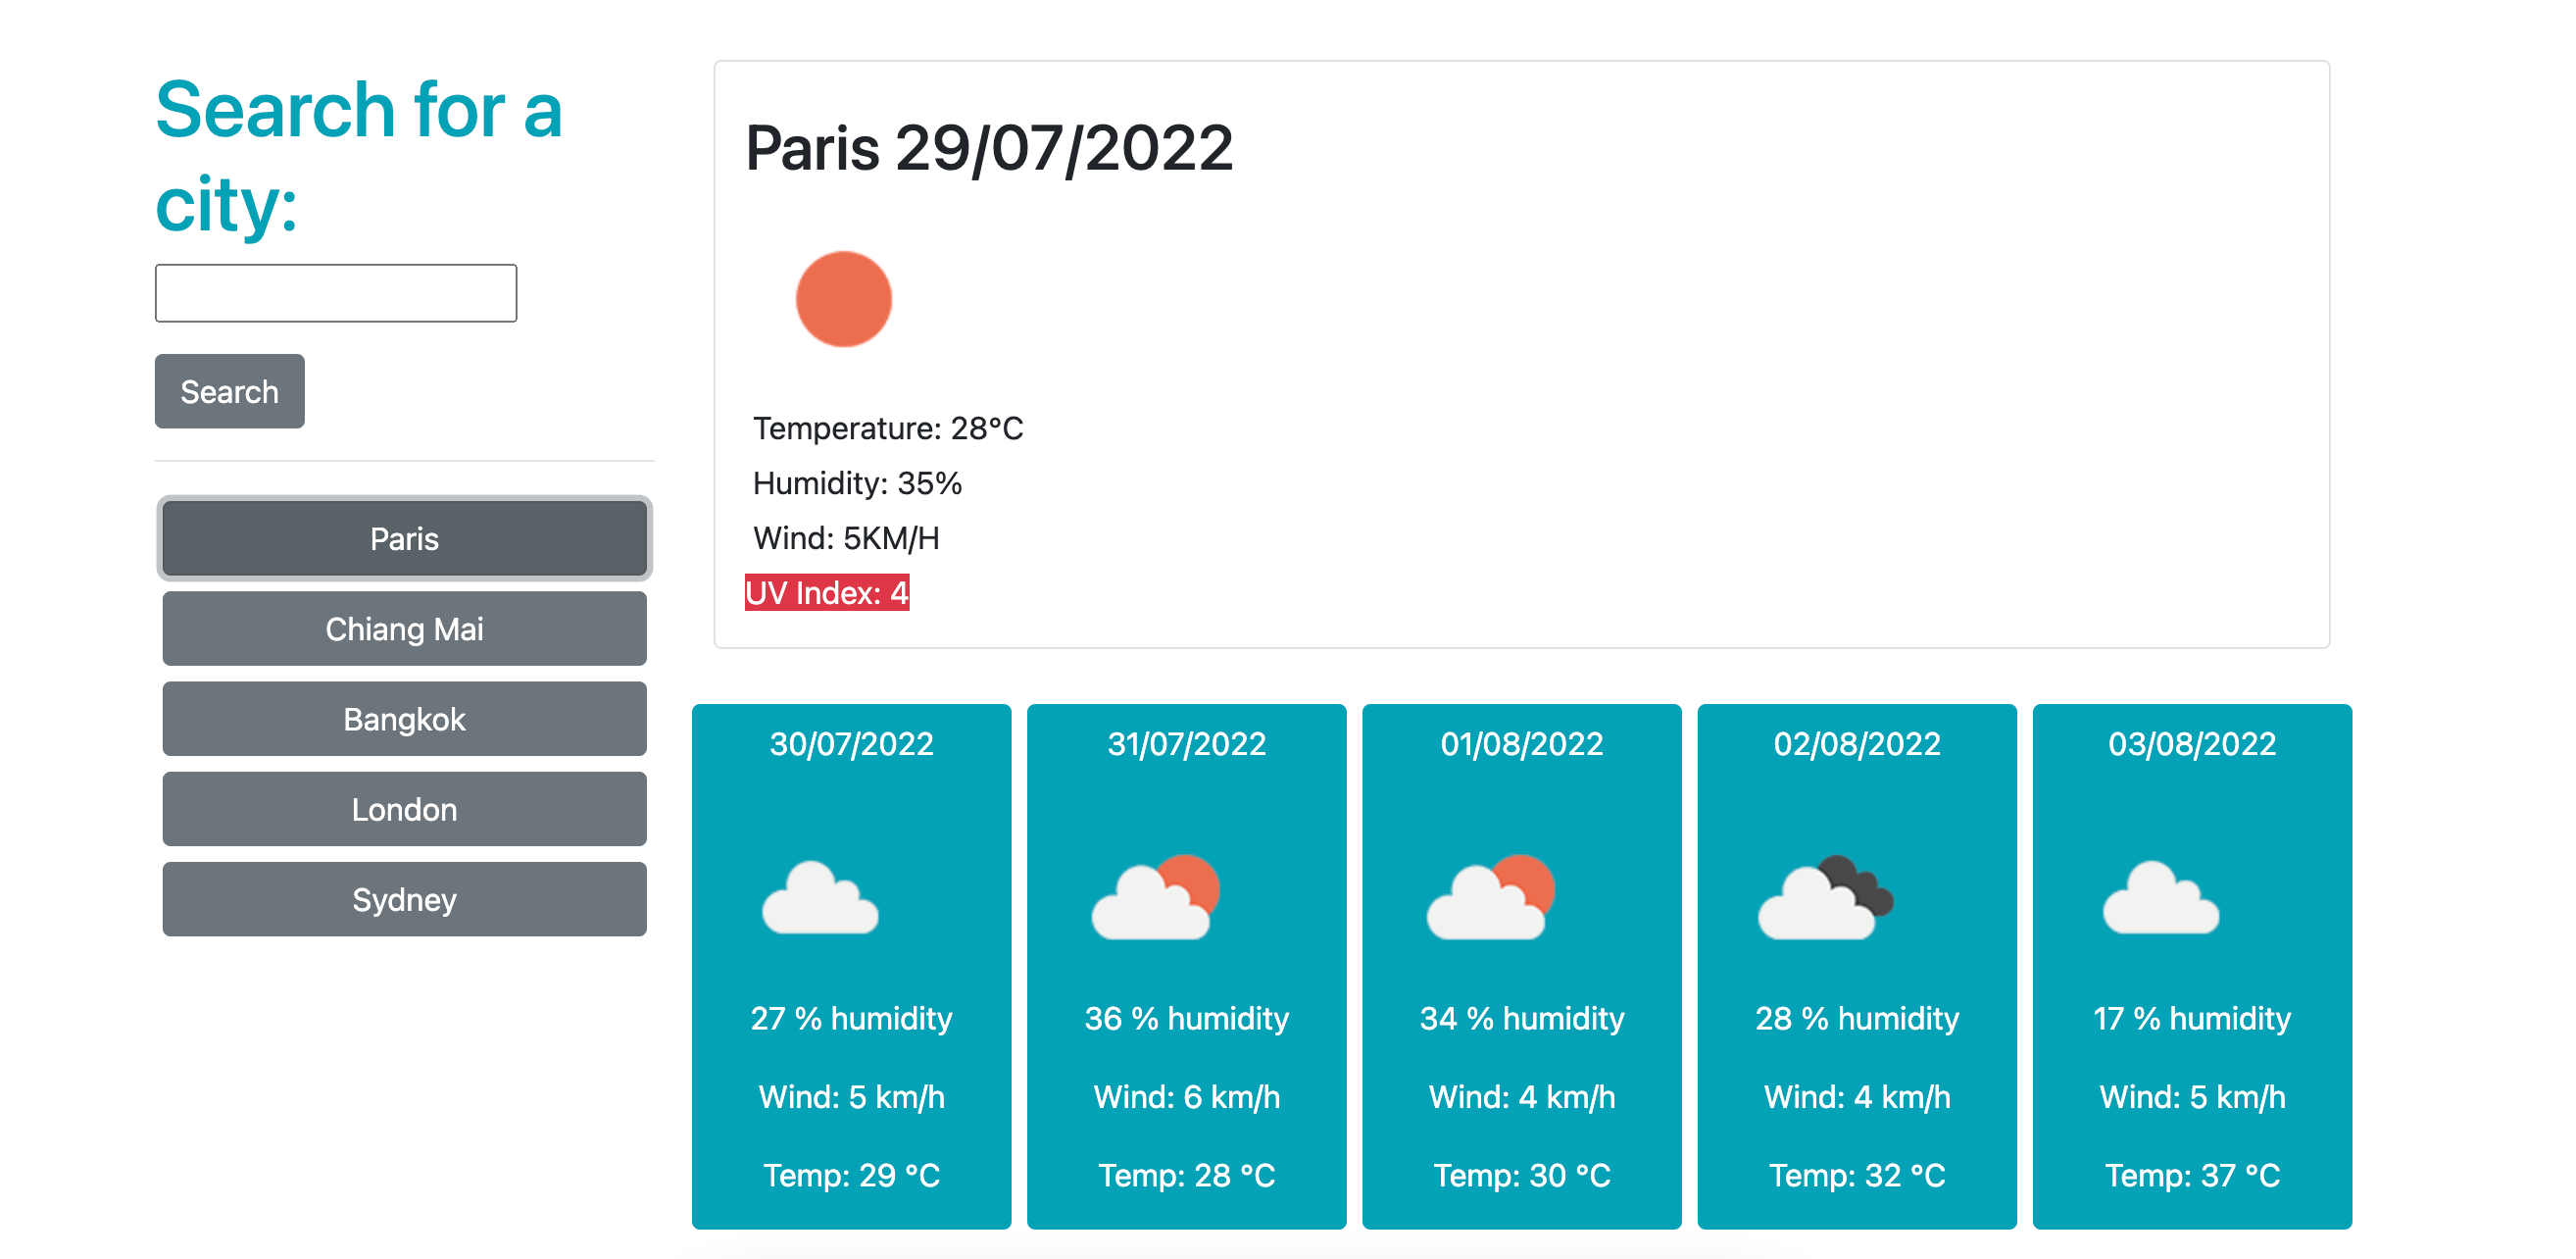 Search for a
city:
Search
Paris
Chiang Mai
Bangkok
London
Sydney
Paris 29/07/2022
Temperature: 28°C
Humidity: 35%
Wind: 5KM/H
UV Index: 4
30/07/2022
27 % humidity
Wind: 5 km/h
Temp: 29 °C
31/07/2022
36 % humidity
Wind: 6 km/h
Temp: 28 °C
01/08/2022
34 % humidity
Wind: 4 km/h
Temp: 30 °C
02/08/2022
28 % humidity
Wind: 4 km/h
Temp: 32 °C
03/08/2022
17 % humidity
Wind: 5 km/h
Temp: 37 °C